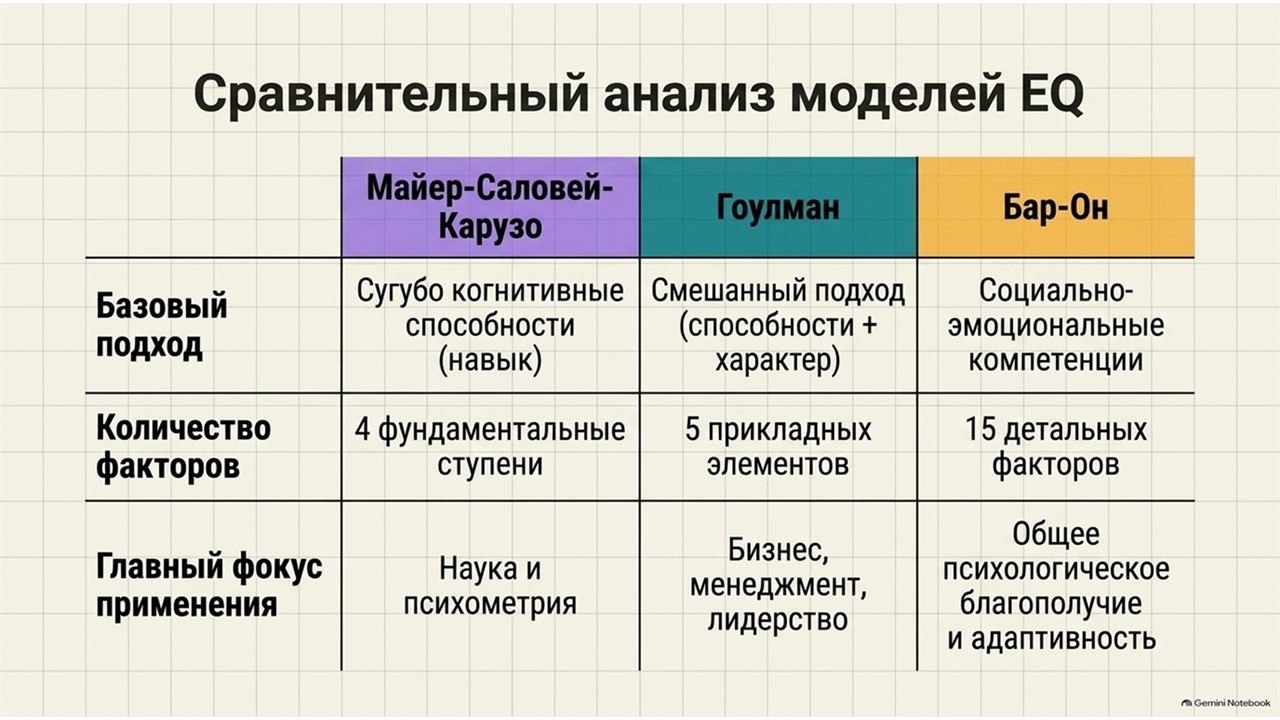 Сравнительный анализ моделей EQ
Майер-Саловей-
Карузо
Гоулман
Бар-Он
Базовый
подход
Сугубо когнитивные
способности
(навык)
Смешанный подход
(способности +
характер)
Социально-
эмоциональные
компетенции
Количество
факторов
4 фундаментальные
ступени
5 прикладных
элементов
15 детальных
факторов
Главный фокус
применения
Наука и
психометрия
Бизнес,
менеджмент,
лидерство
Общее
психологическое
благополучие
и адаптивность
Gemini Notebook